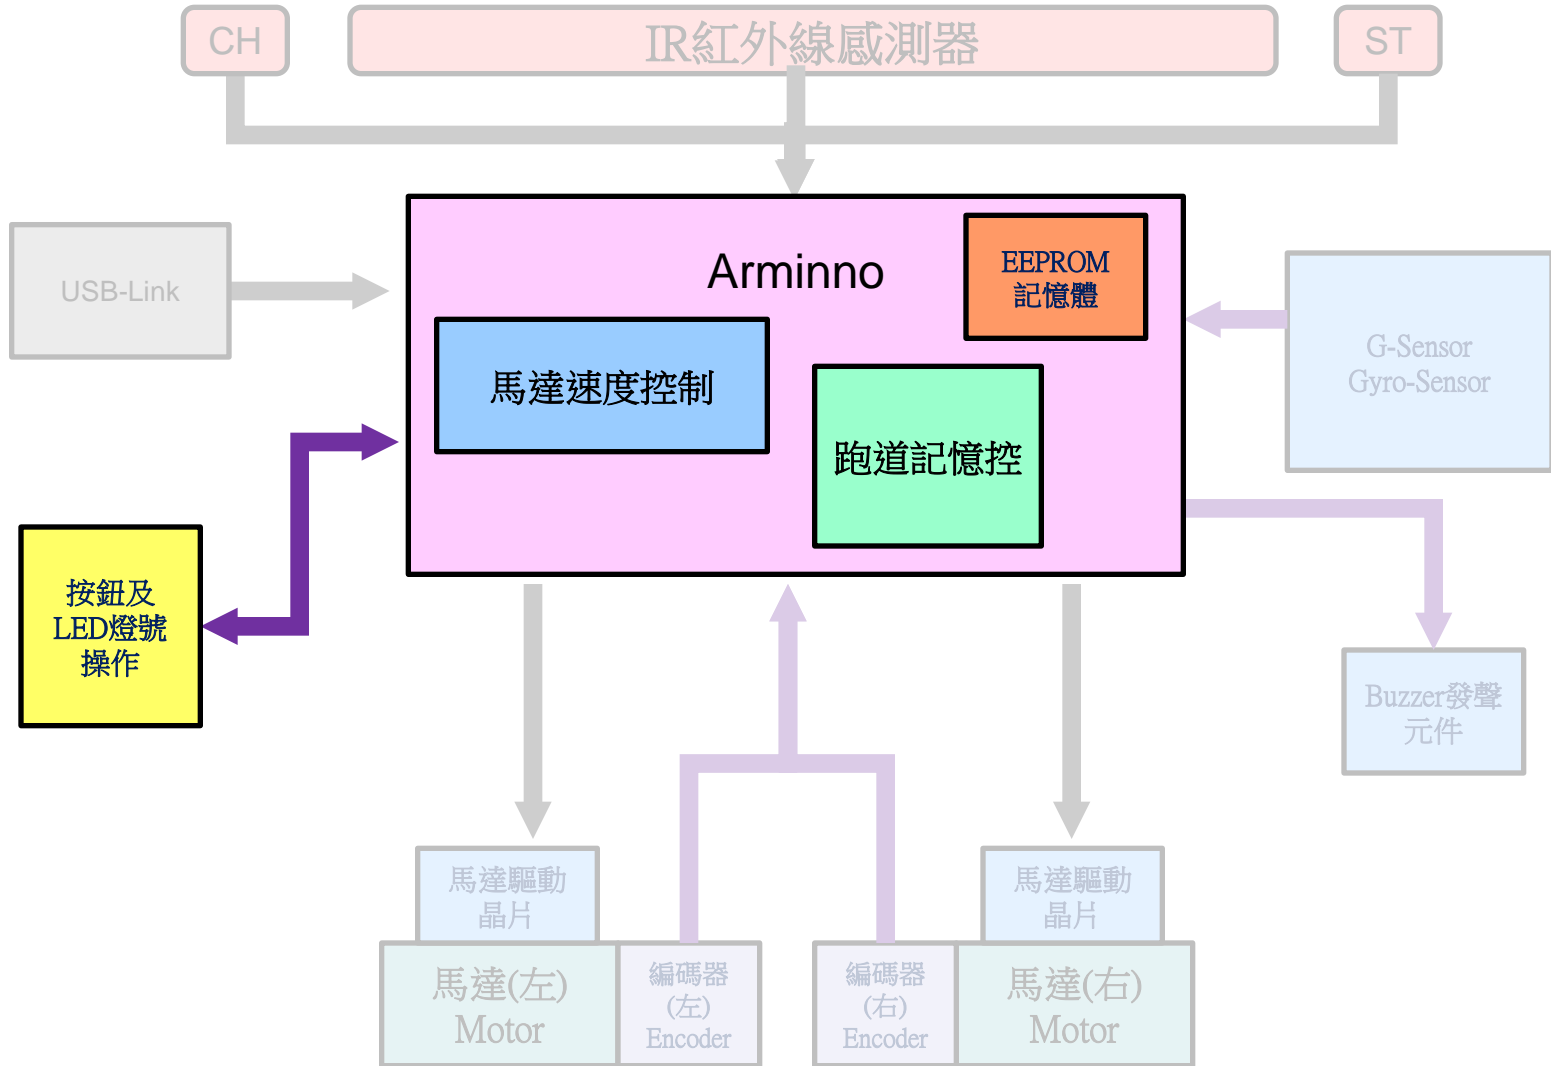 CH
IR紅外線感測器
ST
USB-Link
Arminno
EEPROM
記憶體
馬達速度控制
跑道記憶控
G-Sensor
Gyro-Sensor
按鈕及
LED燈號
操作
Buzzer發聲
元件
馬達驅動
晶片
馬達(左)
Motor
編碼器
(左)
Encoder
編碼器
(右)
Encoder
馬達驅動
晶片
馬達(右)
Motor